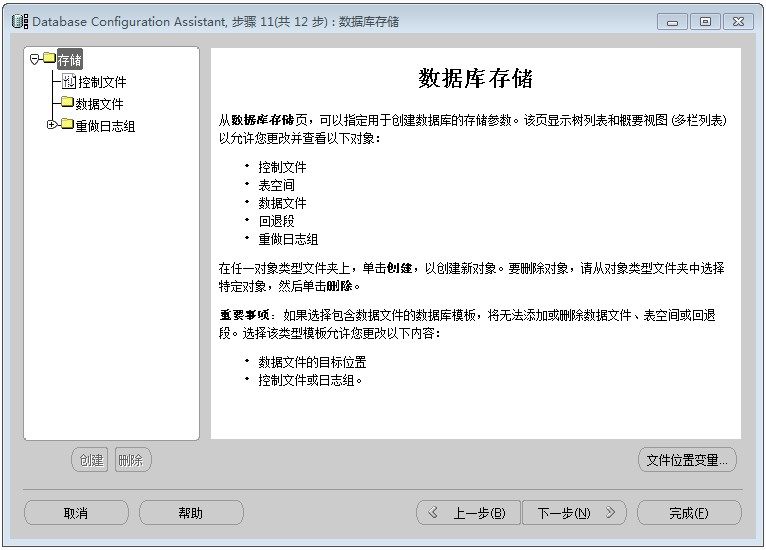 Database Configuration Assistant, 步骤 11(共 12 步) : 数据库存储
存储
控制文件
数据文件
重做日志组
数据库存储
从数据库存储页，可以指定用于创建数据库的存储参数。该页显示树列表和概要视图 (多栏列表)
以允许您更改并查看以下对象：
• 控制文件
• 表空间
• 数据文件
• 回退段
• 重做日志组
在任一对象类型文件夹上，单击创建，以创建新对象。要删除对象，请从对象类型文件夹中选择
特定对象，然后单击删除。
重要事项：如果选择包含数据文件的数据库模板，将无法添加或删除数据文件、表空间或回退
段。选择该类型模板允许您更改以下内容：
• 数据文件的目标位置
• 控制文件或日志组。
创建 删除 文件位置变量...
取消 帮助 上一步(B) 下一步(N) 完成(F)